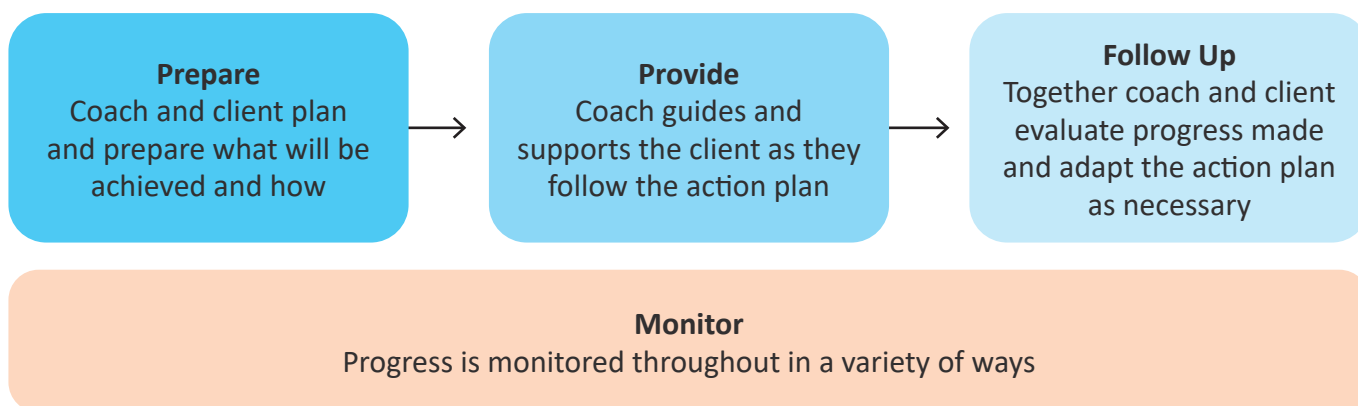 Prepare
Coach and client plan
and prepare what will be
achieved and how
Provide
Coach guides and
supports the client as they
follow the action plan
Follow Up
Together coach and client
evaluate progress made
and adapt the action plan
as necessary
Monitor
Progress is monitored throughout in a variety of ways